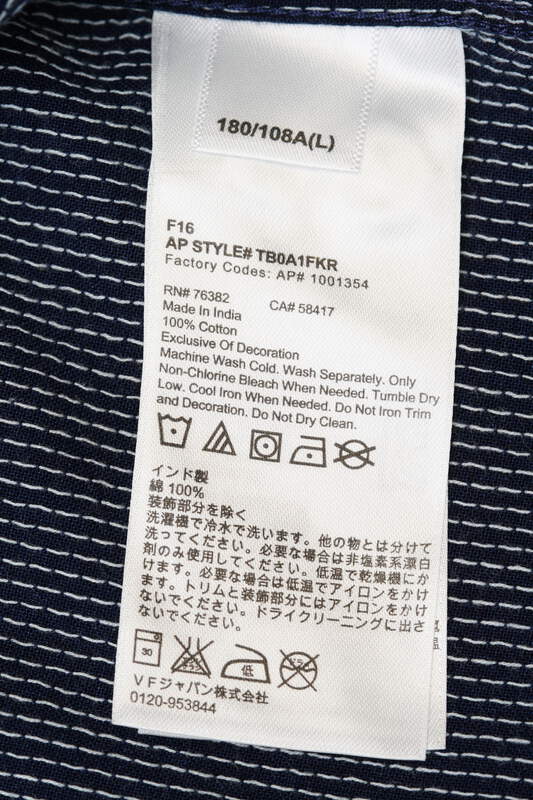 180/108A(L)
F16
AP STYLE# TB0A1FKR
Factory Codes: AP# 1001354
RN# 76382 CA# 58417
Made In India
100% Cotton
Exclusive Of Decoration
Machine Wash Cold. Wash Separately. Only
Non-Chlorine Bleach When Needed. Tumble Dry
Low. Cool Iron When Needed. Do Not Iron Trim
and Decoration. Do Not Dry Clean.
インド製
綿 100%
装飾部分を除く
洗濯機で冷水で洗います。他の物とは分けて
洗ってください。必要な場合は非塩素系漂白
剤のみ使用してください。低温で乾燥機にか
けます。必要な場合は低温でアイロンをかけ
ます。トリムと装飾部分にはアイロンをかけ
ないでください。ドライクリーニングに出さ
ないでください。
30
低
VFジャパン株式会社
0120-953844